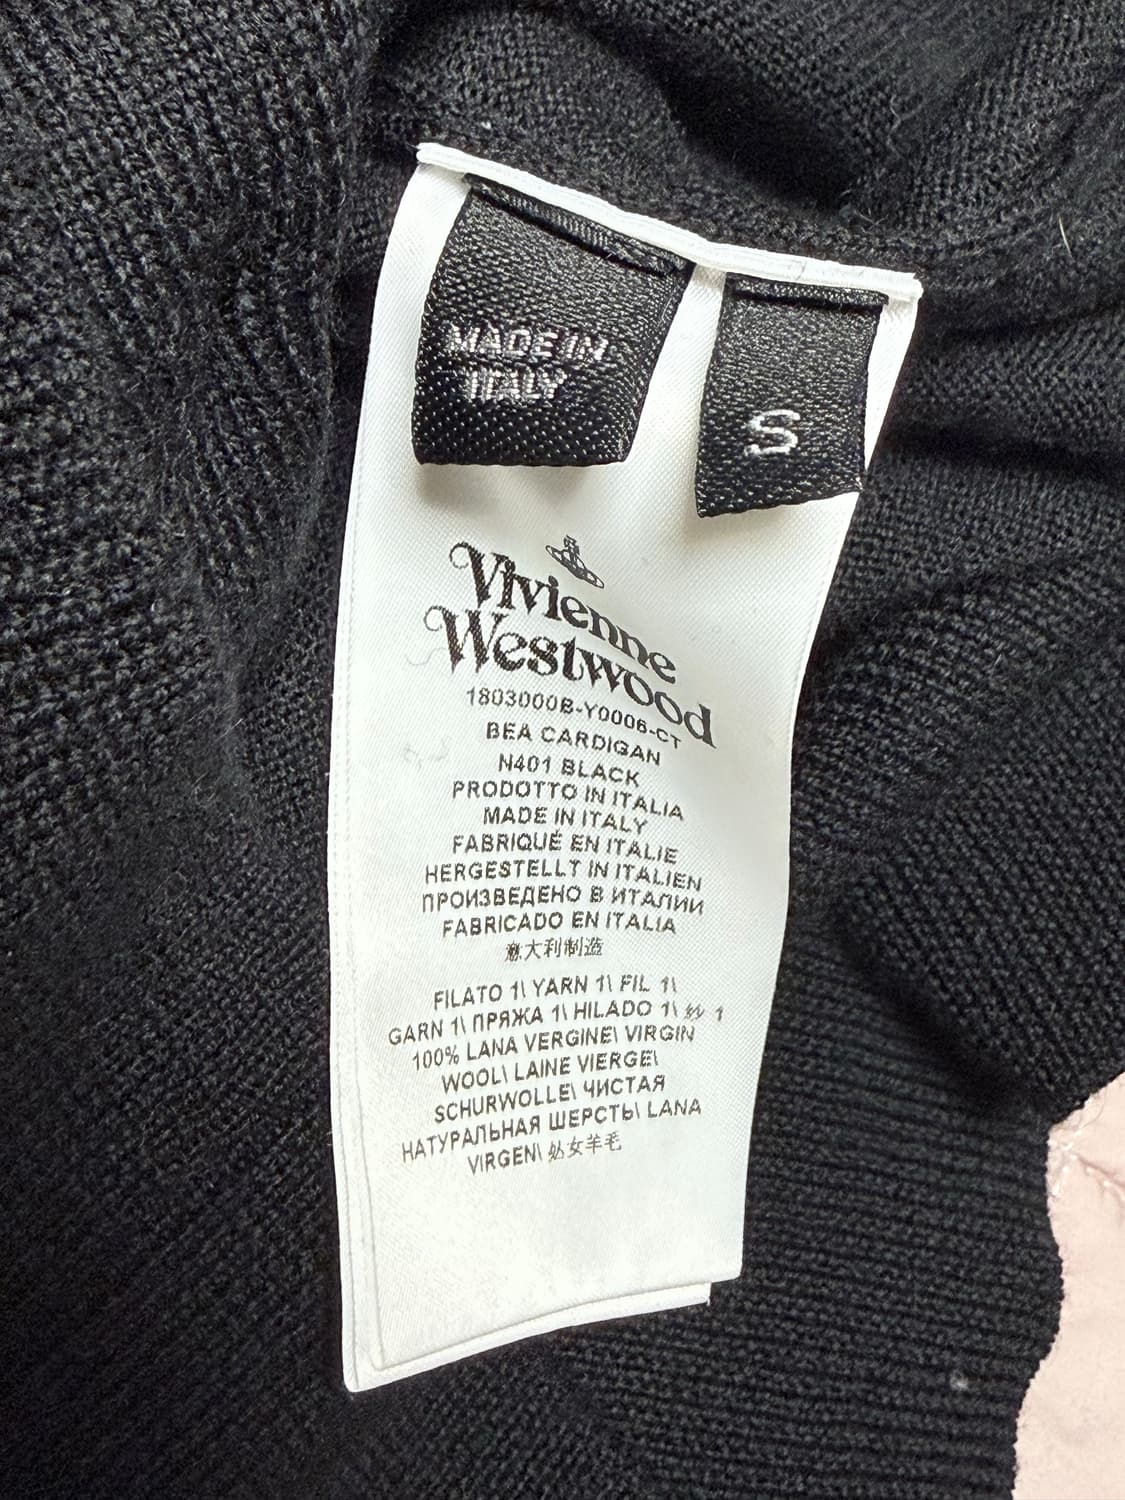 MADE IN
ITALY
S
Vivienne
Westwood
1803000B-Y0006-CT
BEA CARDIGAN
N401 BLACK
PRODOTTO IN ITALIA
MADE IN ITALY
FABRIQUÉ EN ITALIE
HERGESTELLT IN ITALIEN
ПРОИЗВЕДЕНО В ИТАЛИИ
FABRICADO EN ITALIA
意大利制造
FILATO 1\ YARN 1\ FIL 1\
GARN 1\ ПРЯЖА 1\ HILADO 1\ 纱 1
100% LANA VERGINE\ VIRGIN
WOOL\ LAINE VIERGE\
SCHURWOLLE\ ЧИСТАЯ
НАТУРАЛЬНАЯ ШЕРСТЬ\ LANA
VIRGEN\ 处女羊毛